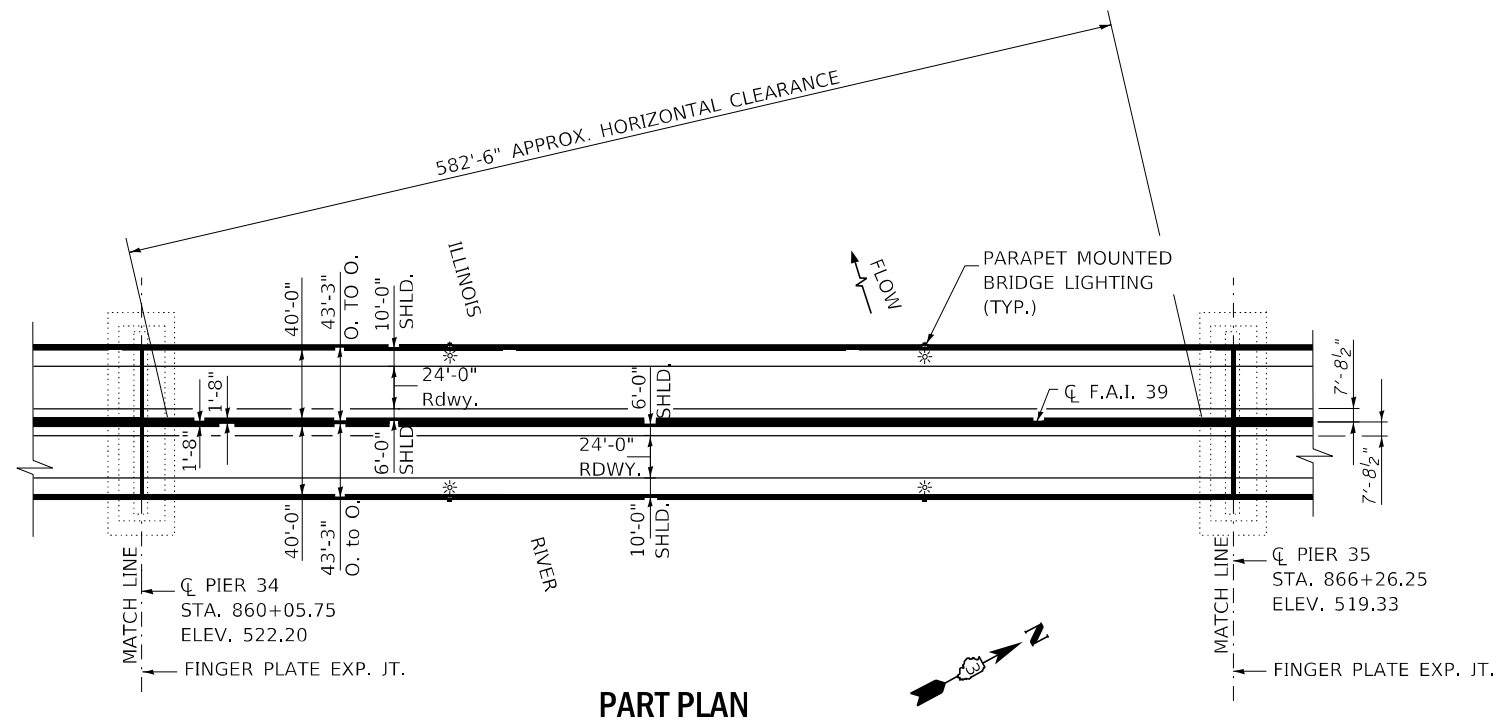 582'-6" APPROX. HORIZONTAL CLEARANCE
ILLINOIS
FLOW
PARAPET MOUNTED
BRIDGE LIGHTING
(TYP.)
40'-0"
43'-3"
O. TO O.
10'-0"
SHLD.
1'-8"
24'-0"
Rdwy.
6'-0"
SHLD.
℄ F.A.I. 39
7'-8½"
1'-8"
6'-0"
SHLD.
24'-0"
RDWY.
7'-8½"
40'-0"
43'-3"
O. to O.
10'-0"
SHLD.
RIVER
MATCH LINE
℄ PIER 34
STA. 860+05.75
ELEV. 522.20
FINGER PLATE EXP. JT.
MATCH LINE
℄ PIER 35
STA. 866+26.25
ELEV. 519.33
FINGER PLATE EXP. JT.
N
PART PLAN